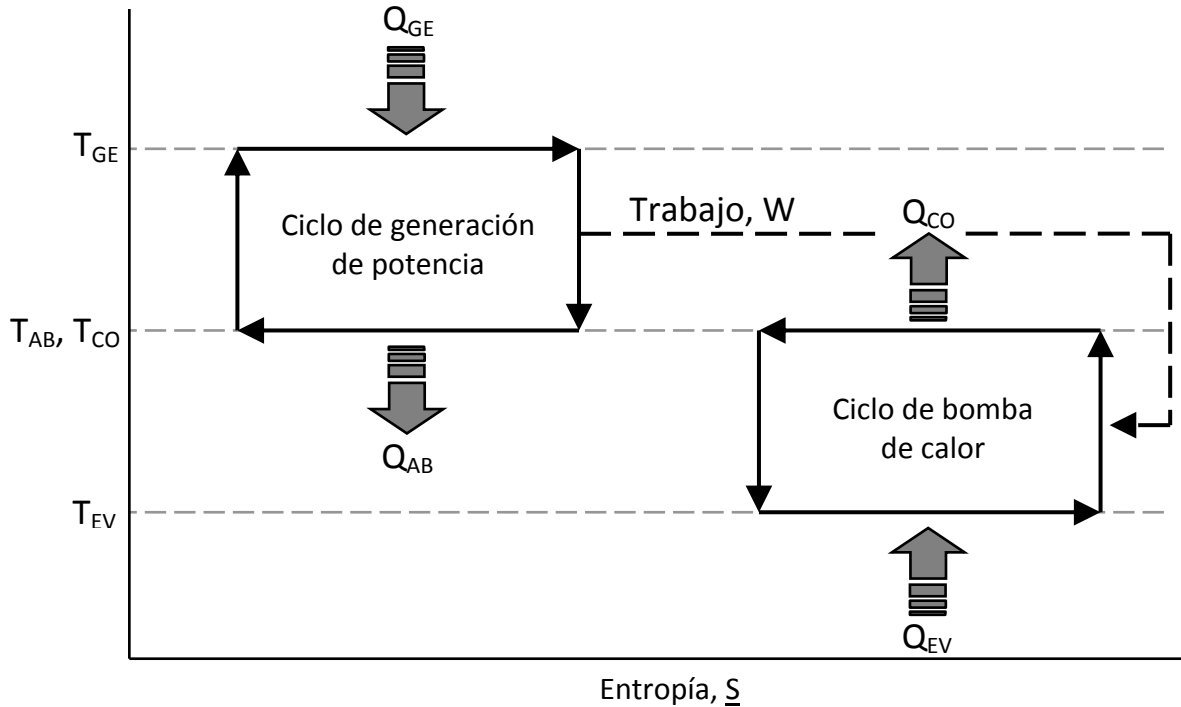 Q_GE
T_GE
Ciclo de generación
de potencia
Trabajo, W
Q_CO
T_AB, T_CO
Q_AB
Ciclo de bomba
de calor
T_EV
Q_EV
Entropía, S